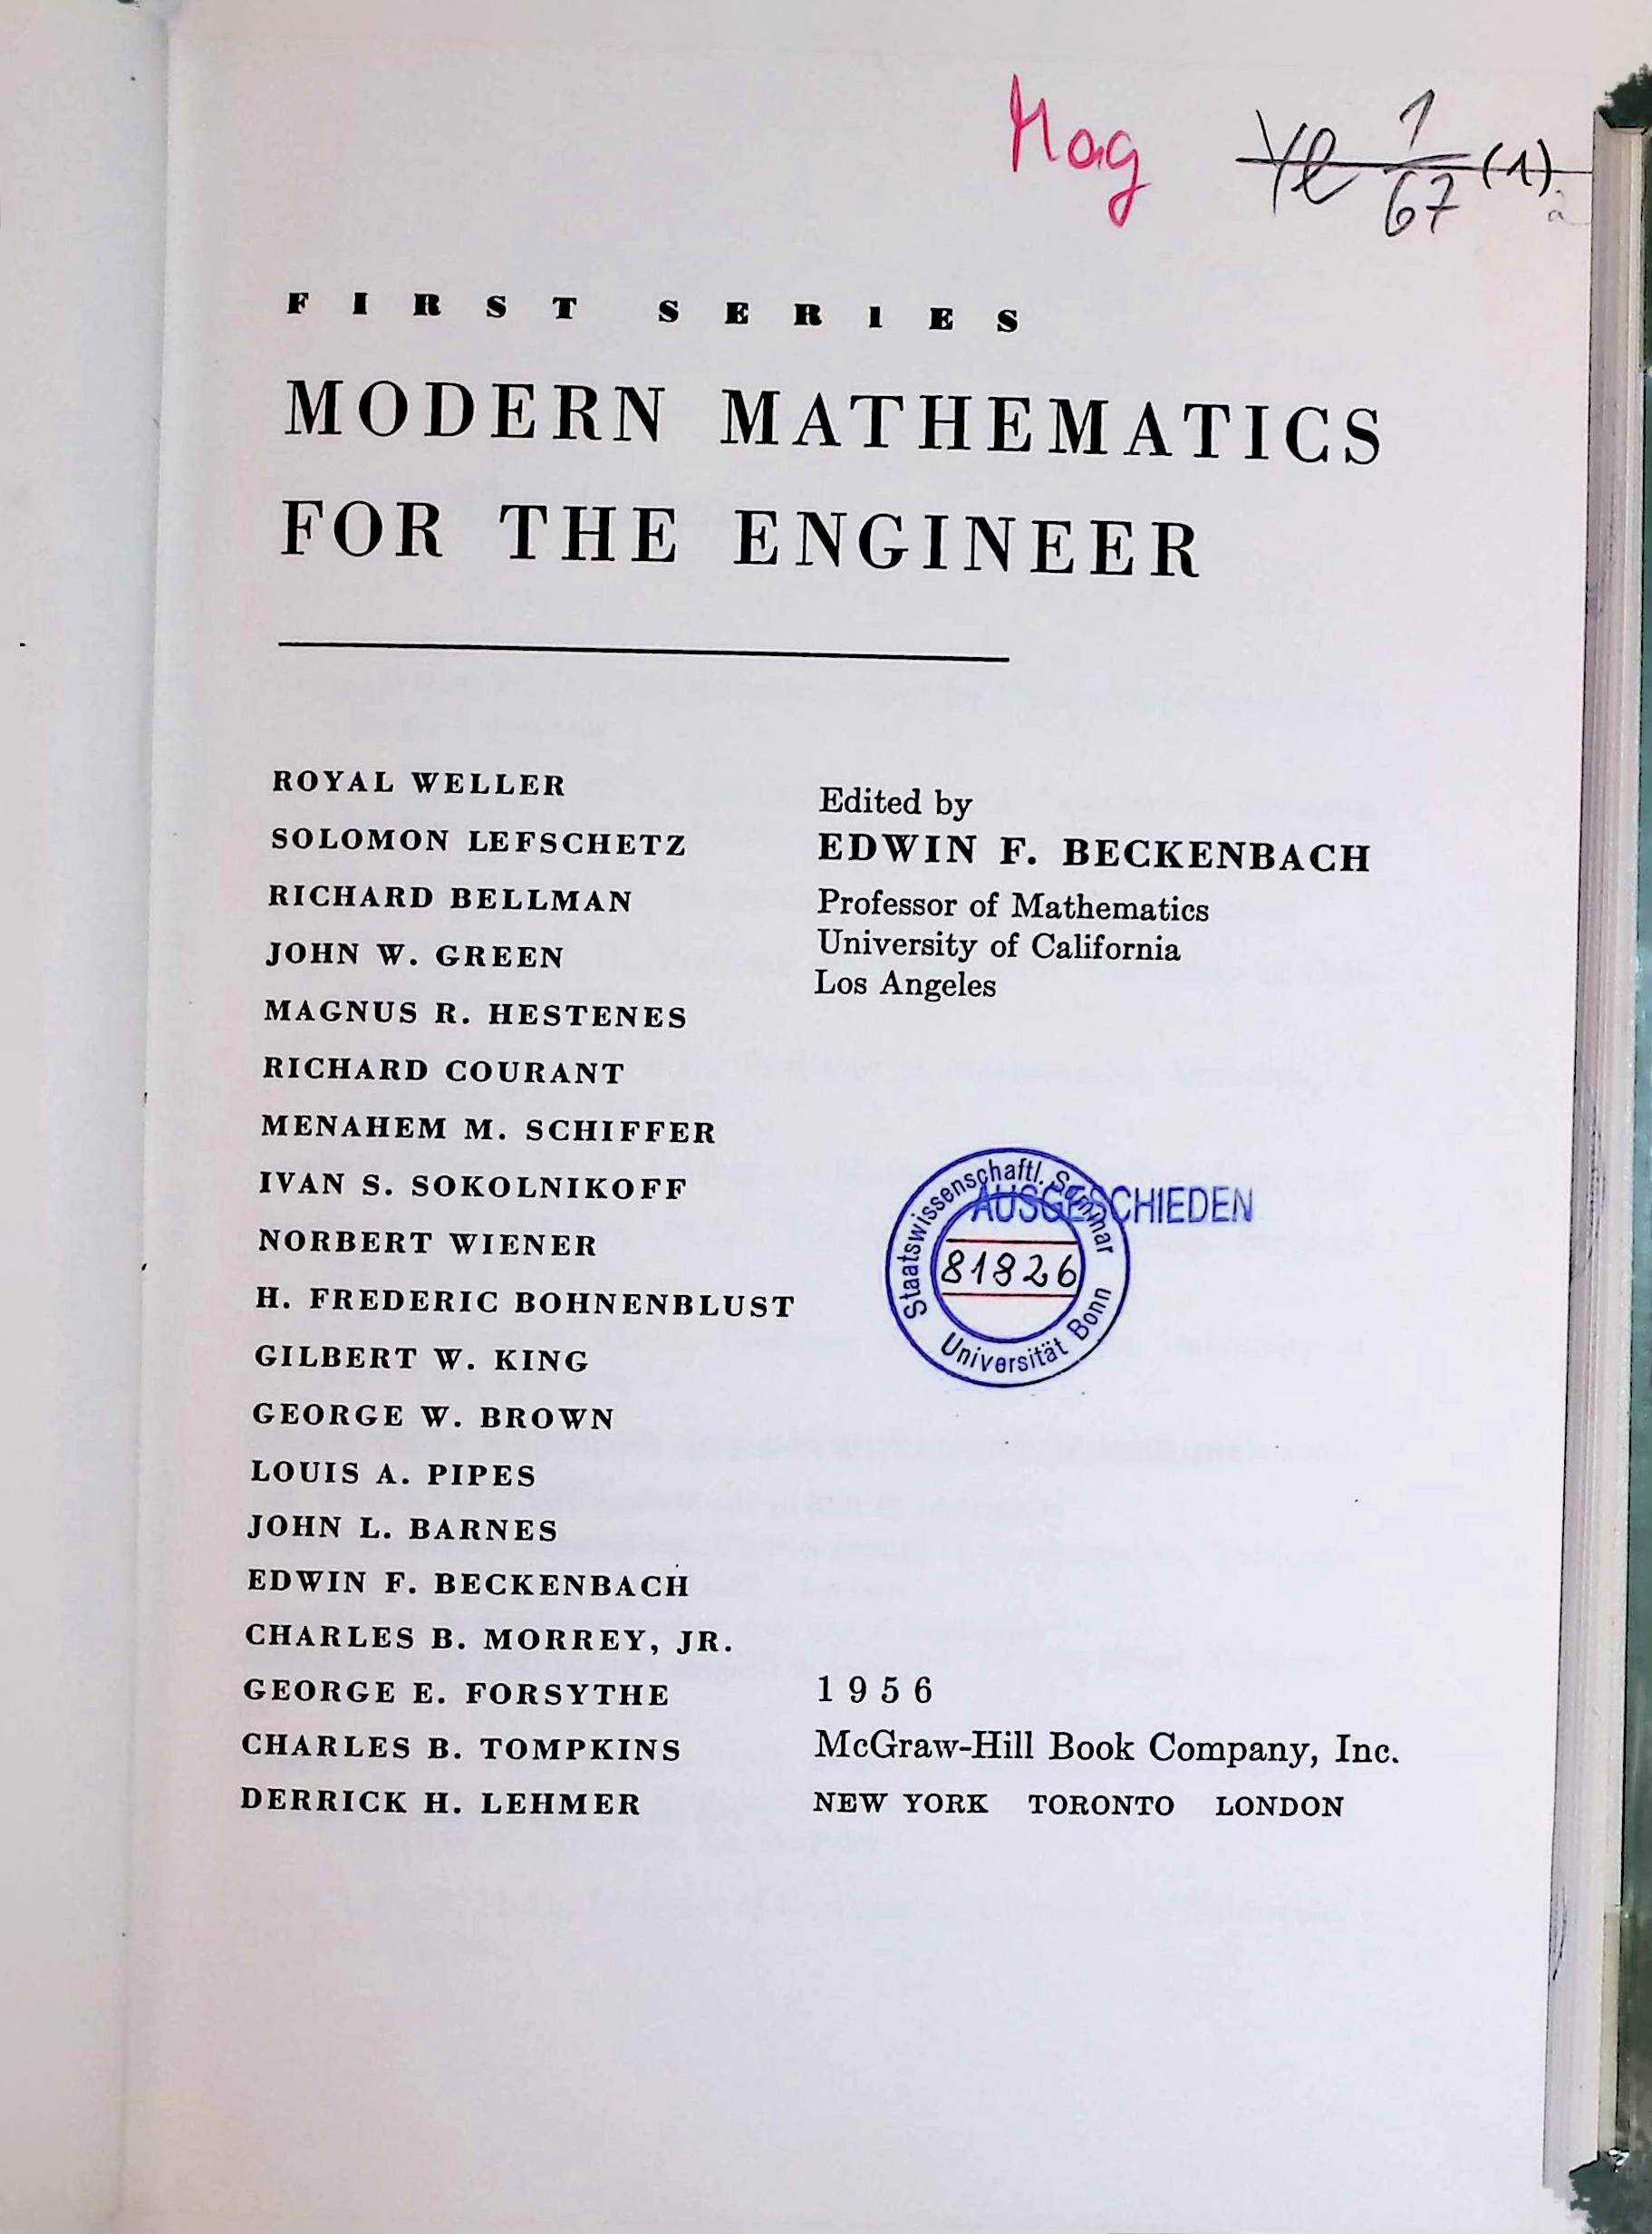 Mag
Ye 1/67 (1)
FIRST SERIES
MODERN MATHEMATICS
FOR THE ENGINEER
ROYAL WELLER
SOLOMON LEFSCHETZ
RICHARD BELLMAN
JOHN W. GREEN
MAGNUS R. HESTENES
RICHARD COURANT
MENAHEM M. SCHIFFER
IVAN S. SOKOLNIKOFF
NORBERT WIENER
H. FREDERIC BOHNENBLUST
GILBERT W. KING
GEORGE W. BROWN
LOUIS A. PIPES
JOHN L. BARNES
EDWIN F. BECKENBACH
CHARLES B. MORREY, JR.
GEORGE E. FORSYTHE
CHARLES B. TOMPKINS
DERRICK H. LEHMER
Edited by
EDWIN F. BECKENBACH
Professor of Mathematics
University of California
Los Angeles
Staatswissenschaftl. Seminar
AUSGESCHIEDEN
81826
Universität Bonn
1956
McGraw-Hill Book Company, Inc.
NEW YORK TORONTO LONDON